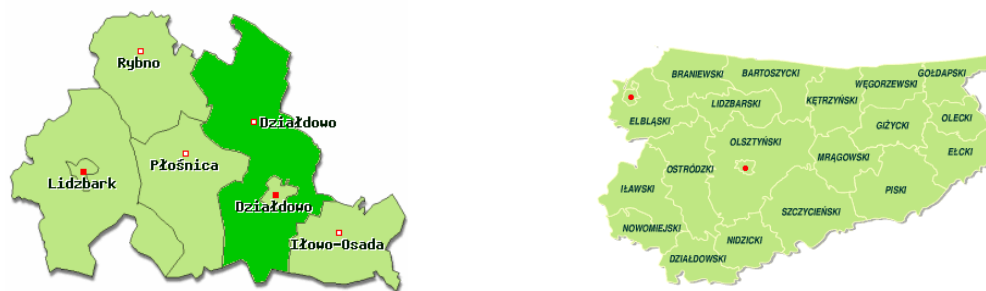 Rybno
Działdowo
Płośnica
Lidzbark
Działdowo
Iłowo-Osada
GOŁDAPSKI
BRANIEWSKI
BARTOSZYCKI
WĘGORZEWSKI
KĘTRZYŃSKI
LIDZBARSKI
ELBLĄSKI
GIŻYCKI
OLECKI
OLSZTYŃSKI
EŁCKI
MRĄGOWSKI
OSTRÓDZKI
IŁAWSKI
PISKI
SZCZYCIEŃSKI
NOWOMIEJSKI
NIDZICKI
DZIAŁDOWSKI